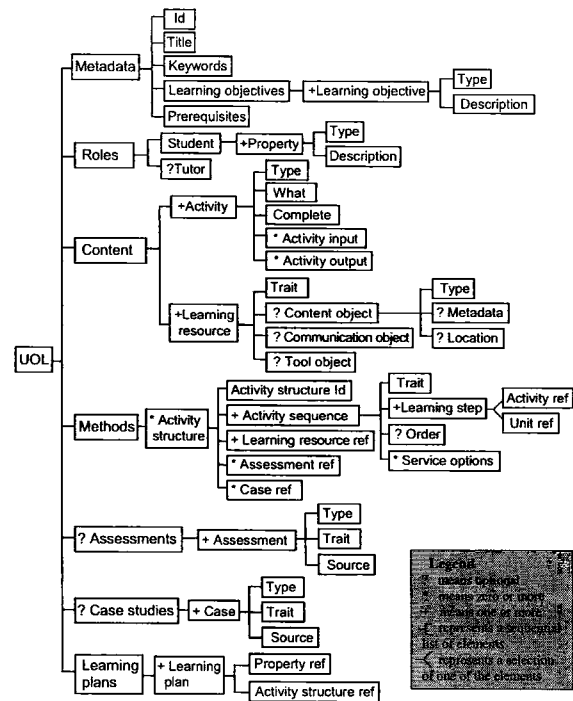 Id
Title
Metadata
Keywords
Type
Learning objectives
+Learning objective
Description
Prerequisites
Type
Student
+Property
Roles
Description
?Tutor
Type
What
+Activity
Complete
* Activity input
Content
* Activity output
Trait
Type
+Learning
resource
? Content object
? Metadata
? Communication object
? Location
? Tool object
UOL
Activity structure Id
Trait
+ Activity sequence
+Learning step
Activity ref
Methods
* Activity
structure
Unit ref
+ Learning resource ref
? Order
* Assessment ref
* Service options
* Case ref
Type
? Assessments
+ Assessment
Trait
Source
Type
? Case studies
+ Case
Trait
Source
Learning
plans
+ Learning
plan
Property ref
Activity structure ref
Legend
? means optional
* means zero or more
means one or more
represents a sequential
list of elements
represents a selection
of one of the elements